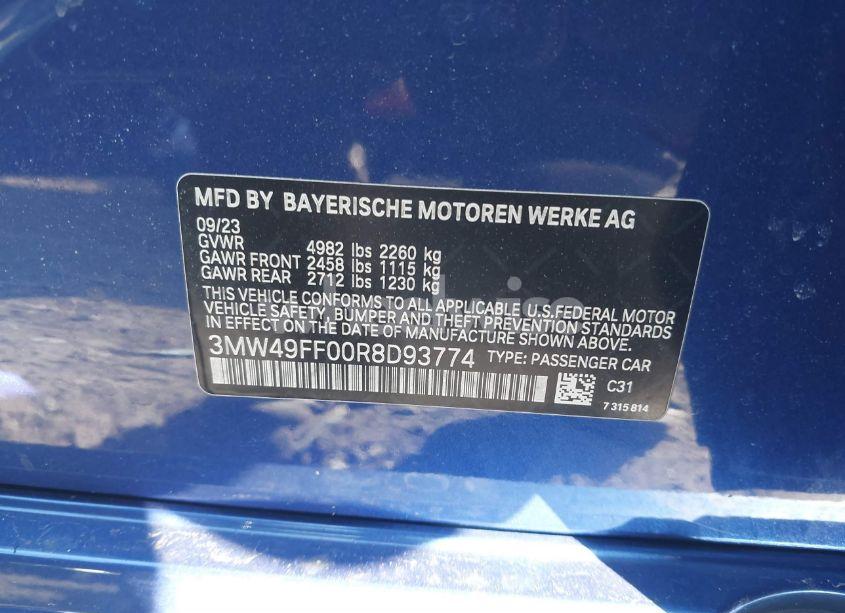 MFD BY BAYERISCHE MOTOREN WERKE AG
09/23
GVWR 4982 lbs 2260 kg
GAWR FRONT 2458 lbs 1115 kg
GAWR REAR 2712 lbs 1230 kg
THIS VEHICLE CONFORMS TO ALL APPLICABLE U.S.FEDERAL MOTOR
VEHICLE SAFETY, BUMPER AND THEFT PREVENTION STANDARDS
IN EFFECT ON THE DATE OF MANUFACTURE SHOWN ABOVE.
3MW49FF00R8D93774 TYPE: PASSENGER CAR
C31
7 315 814